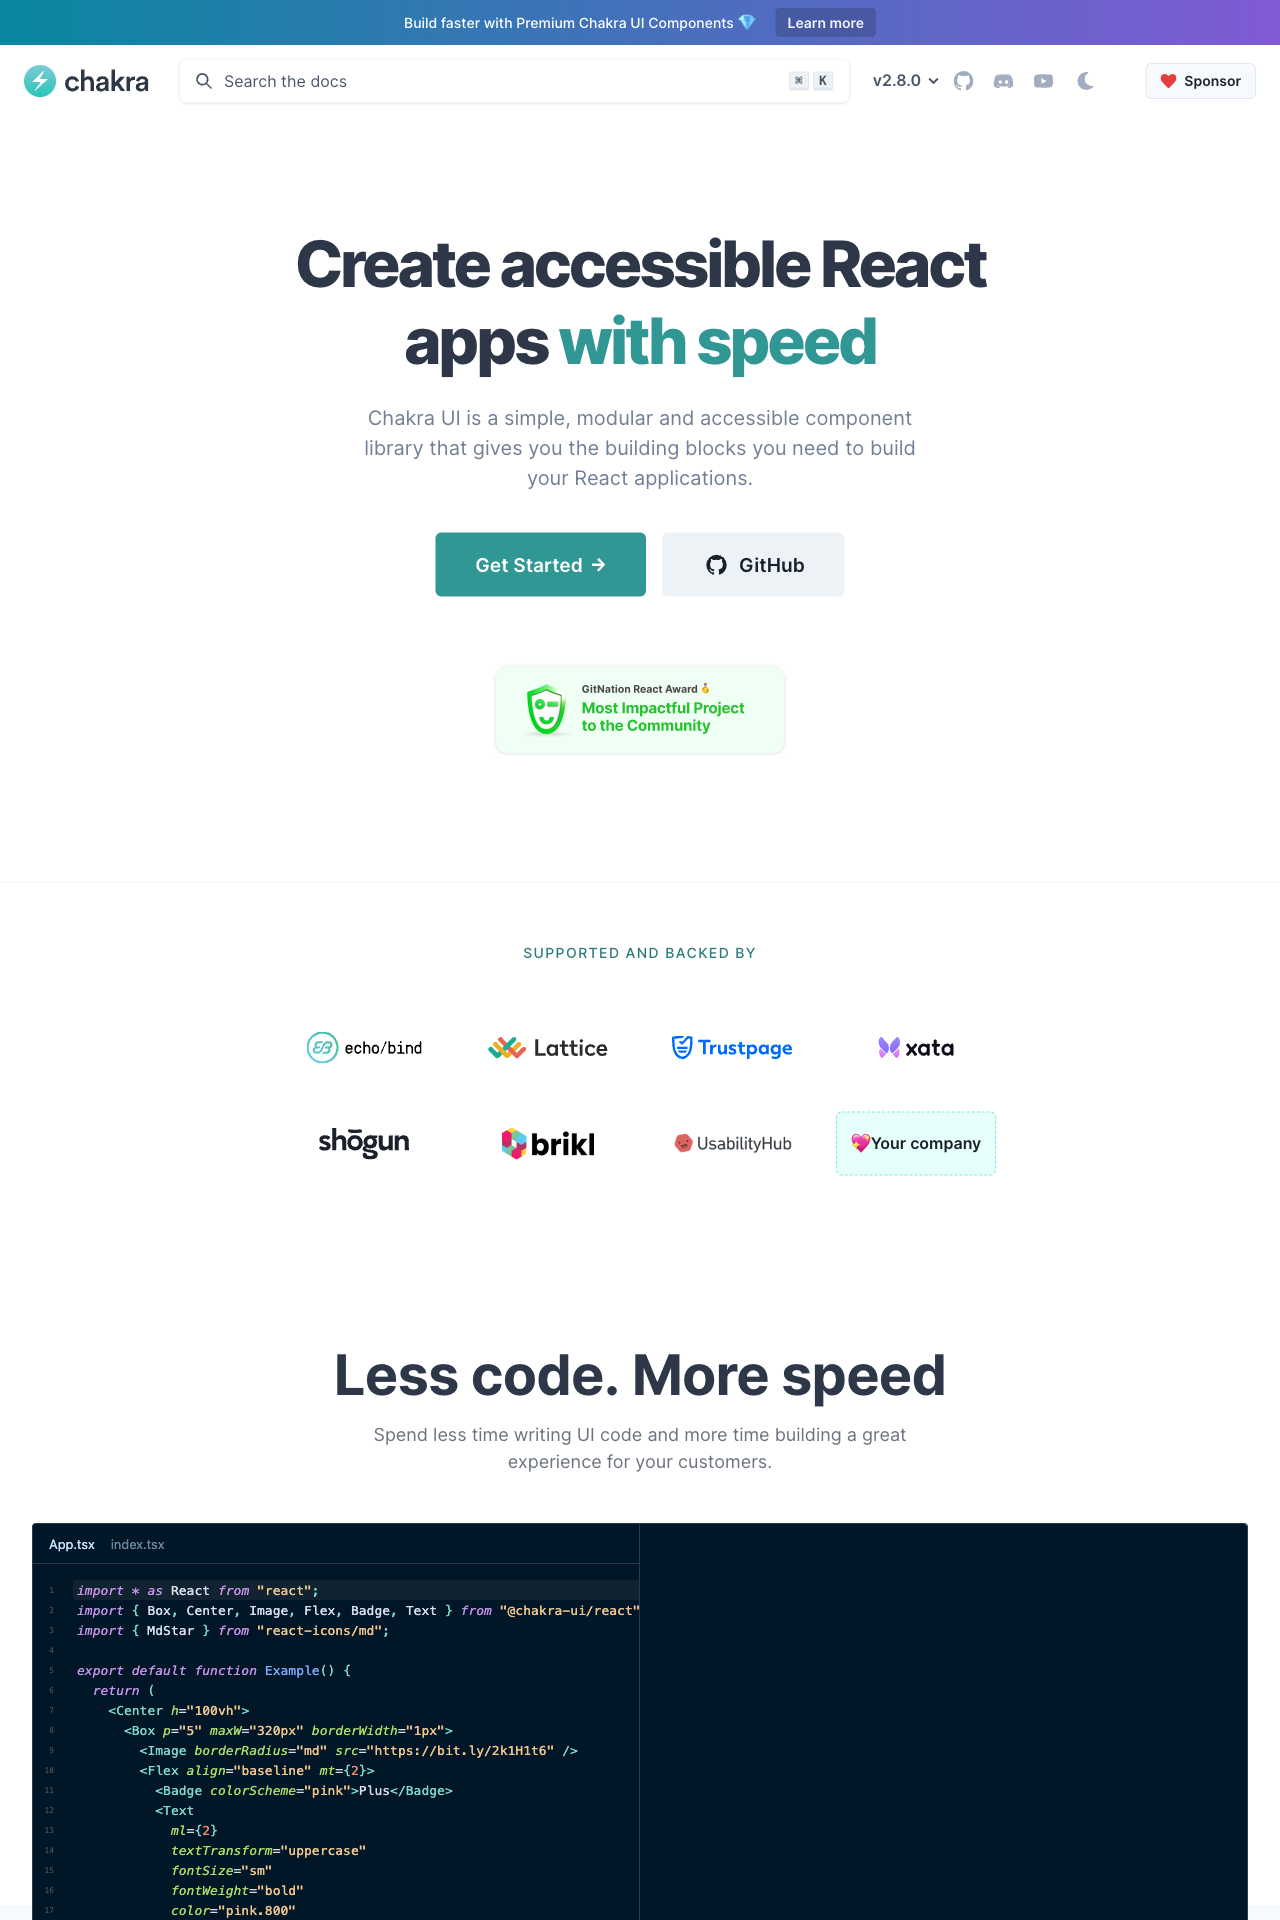 Build faster with Premium Chakra UI Components 💎 Learn more
chakra
Search the docs
⌘ K
v2.8.0
Sponsor
Create accessible React
apps with speed
Chakra UI is a simple, modular and accessible component
library that gives you the building blocks you need to build
your React applications.
Get Started →
GitHub
GitNation React Award 🏅
Most Impactful Project
to the Community
SUPPORTED AND BACKED BY
echo/bind
Lattice
Trustpage
xata
shōgun
brikl
UsabilityHub
💖Your company
Less code. More speed
Spend less time writing UI code and more time building a great
experience for your customers.
App.tsx index.tsx
1 import * as React from "react";
2 import { Box, Center, Image, Flex, Badge, Text } from "@chakra-ui/react"
3 import { MdStar } from "react-icons/md";
4
5 export default function Example() {
6 return (
7 <Center h="100vh">
8 <Box p="5" maxW="320px" borderWidth="1px">
9 <Image borderRadius="md" src="https://bit.ly/2k1H1t6" />
10 <Flex align="baseline" mt={2}>
11 <Badge colorScheme="pink">Plus</Badge>
12 <Text
13 ml={2}
14 textTransform="uppercase"
15 fontSize="sm"
16 fontWeight="bold"
17 color="pink.800"